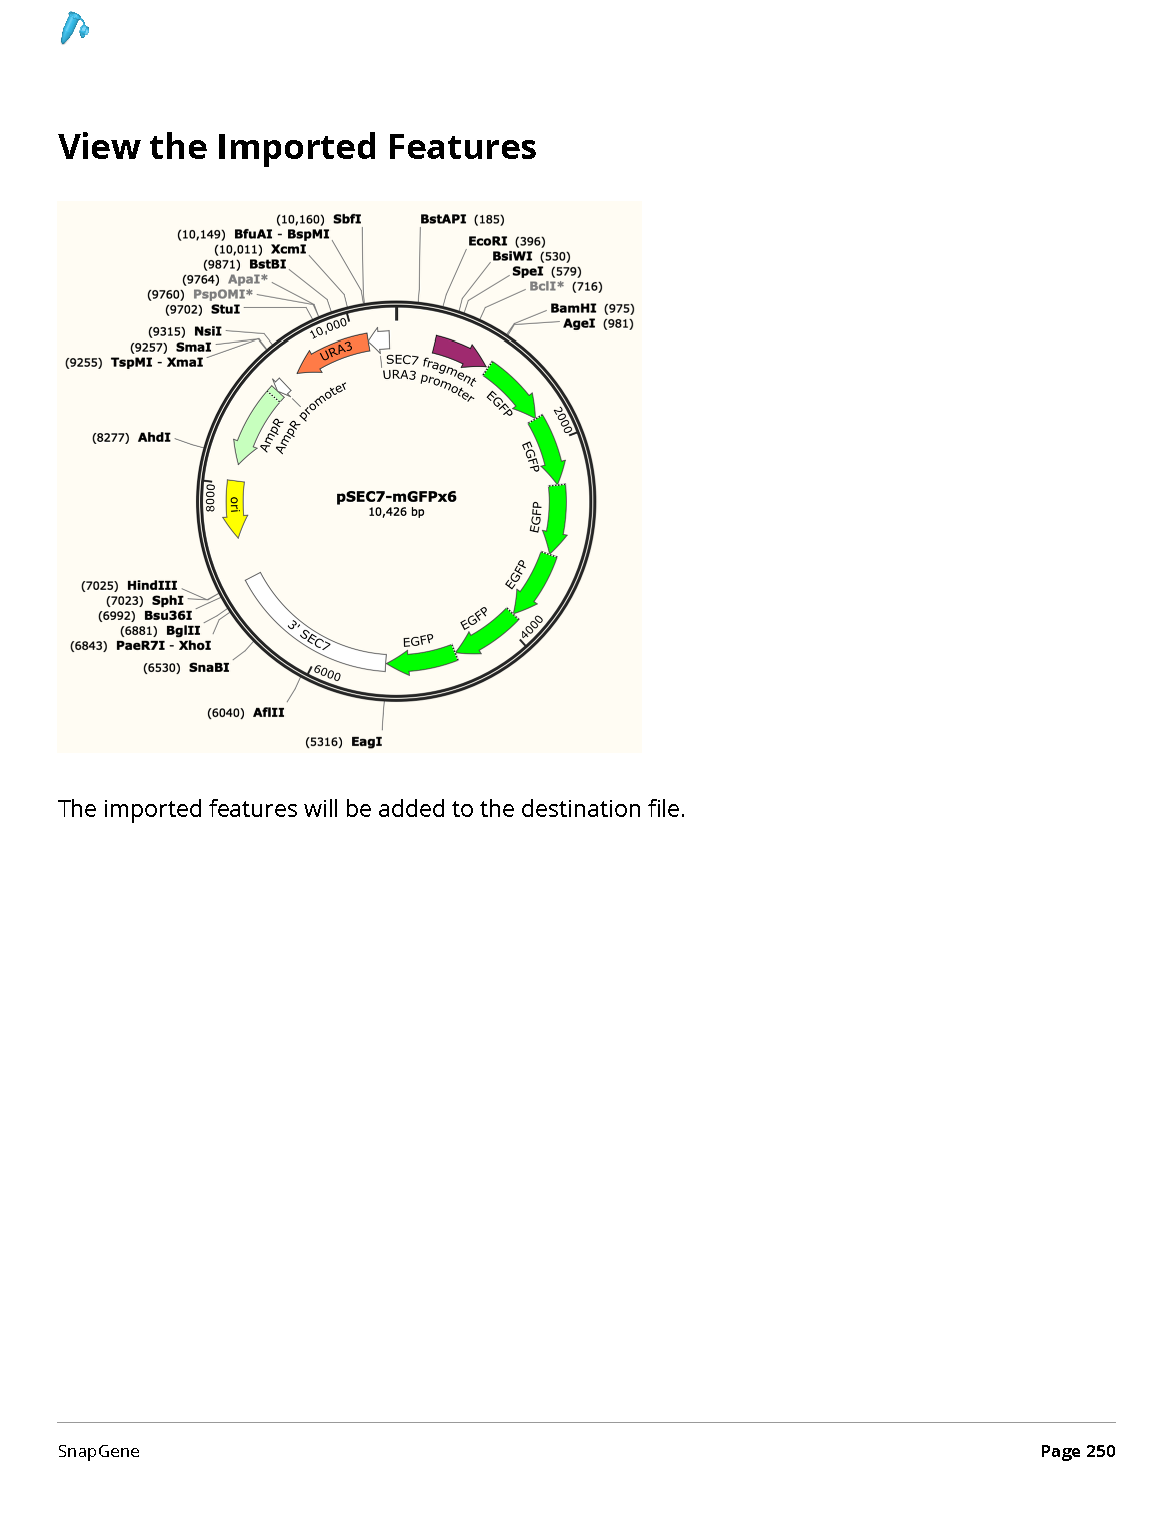 View the Imported Features
(10,160) SbfI
BstAPI (185)
(10,149) BfuAI - BspMI
EcoRI (396)
(10,011) XcmI
BsiWI (530)
(9871) BstBI
SpeI (579)
(9764) ApaI*
BclI* (716)
(9760) PspOMI*
(9702) StuI
BamHI (975)
AgeI (981)
(9315) NsiI
(9257) SmaI
(9255) TspMI - XmaI
10,000
URA3
SEC7 fragment
URA3 promoter
EGFP
2000
AmpR promoter
AmpR
EGFP
(8277) AhdI
8000
ori
pSEC7-mGFPx6
10,426 bp
EGFP
EGFP
(7025) HindIII
(7023) SphI
(6992) Bsu36I
(6881) BglII
(6843) PaeR7I - XhoI
(6530) SnaBI
3' SEC7
EGFP
EGFP
4000
6000
(6040) AflII
(5316) EagI
The imported features will be added to the destination file.
SnapGene
Page 250